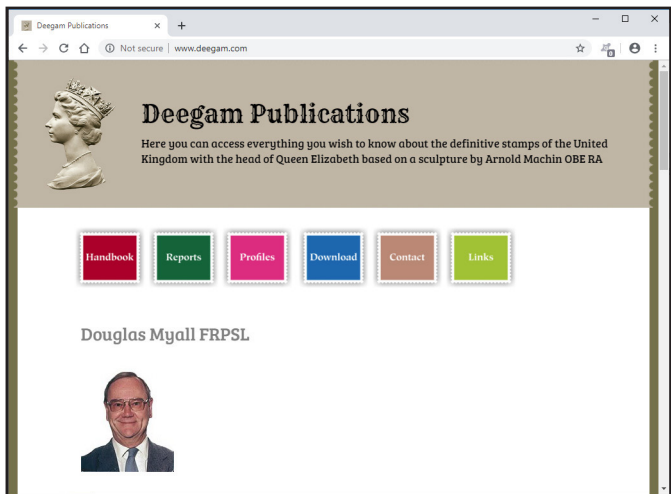 Deegam Publications
Not secure | www.deegam.com
0
Deegam Publications
Here you can access everything you wish to know about the definitive stamps of the United
Kingdom with the head of Queen Elizabeth based on a sculpture by Arnold Machin OBE RA
Handbook Reports Profiles Download Contact Links
Douglas Myall FRPSL